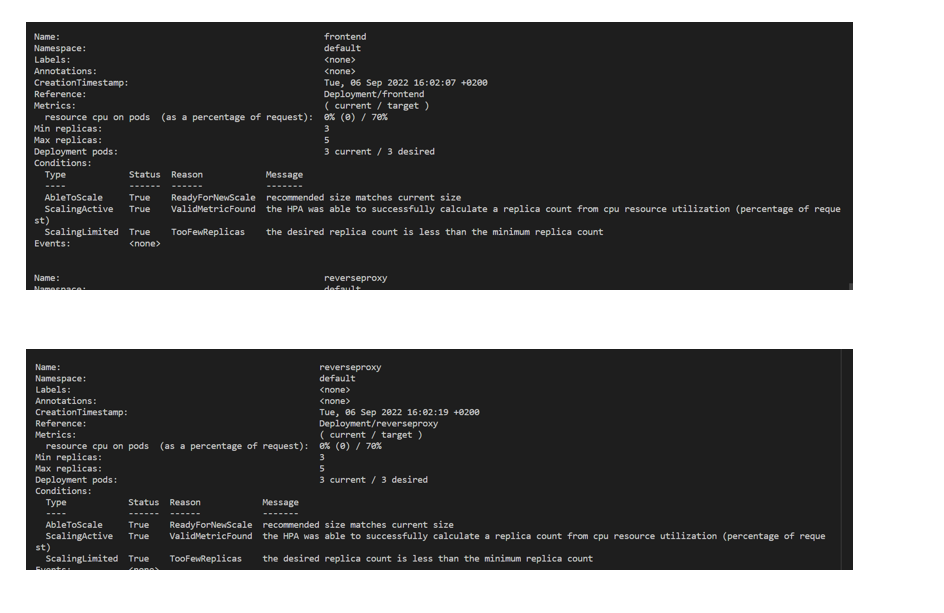 Name: frontend
Namespace: default
Labels: <none>
Annotations: <none>
CreationTimestamp: Tue, 06 Sep 2022 16:02:07 +0200
Reference: Deployment/frontend
Metrics: ( current / target )
resource cpu on pods (as a percentage of request): 0% (0) / 70%
Min replicas: 3
Max replicas: 5
Deployment pods: 3 current / 3 desired
Conditions:
Type Status Reason Message
---- ------ ------ -------
AbleToScale True ReadyForNewScale recommended size matches current size
ScalingActive True ValidMetricFound the HPA was able to successfully calculate a replica count from cpu resource utilization (percentage of reque
st)
ScalingLimited True TooFewReplicas the desired replica count is less than the minimum replica count
Events: <none>
Name: reverseproxy
Namespace: default
Name: reverseproxy
Namespace: default
Labels: <none>
Annotations: <none>
CreationTimestamp: Tue, 06 Sep 2022 16:02:19 +0200
Reference: Deployment/reverseproxy
Metrics: ( current / target )
resource cpu on pods (as a percentage of request): 0% (0) / 70%
Min replicas: 3
Max replicas: 5
Deployment pods: 3 current / 3 desired
Conditions:
Type Status Reason Message
---- ------ ------ -------
AbleToScale True ReadyForNewScale recommended size matches current size
ScalingActive True ValidMetricFound the HPA was able to successfully calculate a replica count from cpu resource utilization (percentage of reque
st)
ScalingLimited True TooFewReplicas the desired replica count is less than the minimum replica count
Events: <none>